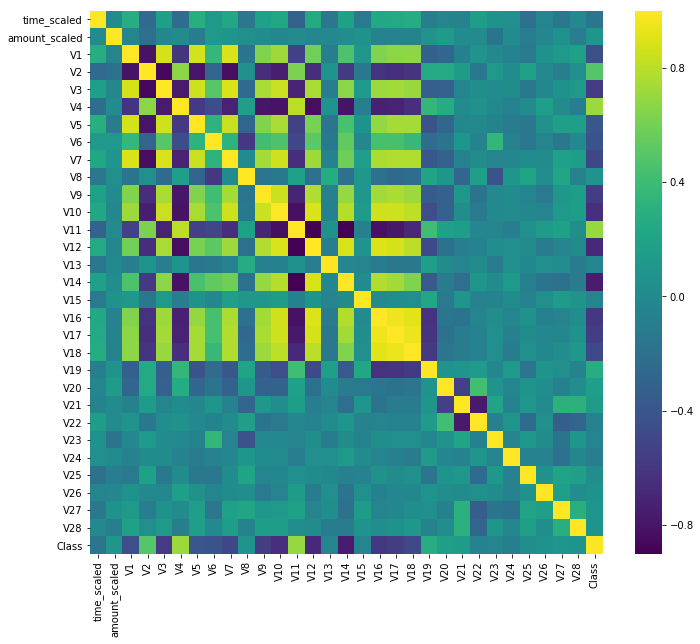 time_scaled
amount_scaled
V1
V2
V3
V4
V5
V6
V7
V8
V9
V10
V11
V12
V13
V14
V15
V16
V17
V18
V19
V20
V21
V22
V23
V24
V25
V26
V27
V28
Class
time_scaled
amount_scaled
V1
V2
V3
V4
V5
V6
V7
V8
V9
V10
V11
V12
V13
V14
V15
V16
V17
V18
V19
V20
V21
V22
V23
V24
V25
V26
V27
V28
Class
0.8
0.4
0.0
−0.4
−0.8